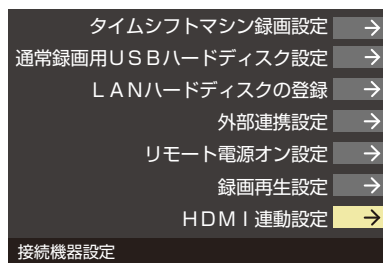 タイムシフトマシン録画設定
通常録画用ＵＳＢハードディスク設定
ＬＡＮハードディスクの登録
外部連携設定
リモート電源オン設定
録画再生設定
ＨＤＭＩ連動設定
接続機器設定